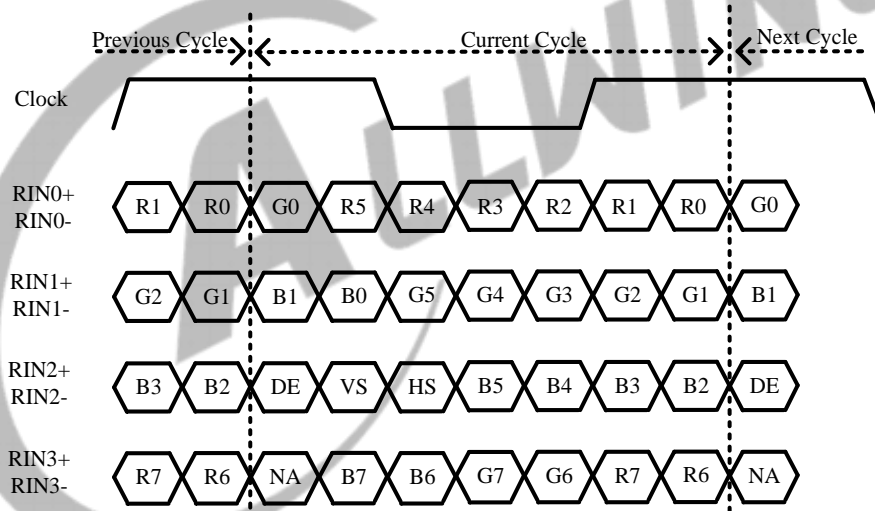 Previous Cycle Current Cycle Next Cycle
Clock
RIN0+
RIN0-
R1 R0 G0 R5 R4 R3 R2 R1 R0 G0
RIN1+
RIN1-
G2 G1 B1 B0 G5 G4 G3 G2 G1 B1
RIN2+
RIN2-
B3 B2 DE VS HS B5 B4 B3 B2 DE
RIN3+
RIN3-
R7 R6 NA B7 B6 G7 G6 R7 R6 NA
ALLWIN